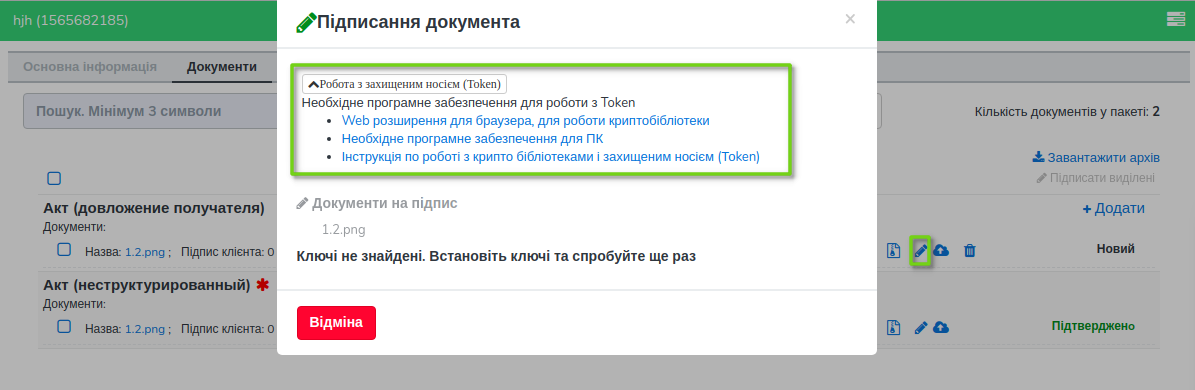 hjh (1565682185)
Підписання документа
×
Основна інформація
Документи
Робота з захищеним носієм (Token)
Необхідне програмне забезпечення для роботи з Token
Web розширення для браузера, для роботи криптобібліотеки
Необхідне програмне забезпечення для ПК
Інструкція по роботі з крипто бібліотеками і захищеним носієм (Token)
Пошук. Мінімум 3 символи
Кількість документів у пакеті: 2
Завантажити архів
Підписати виділені
Документи на підпис
1.2.png
Ключі не знайдені. Встановіть ключі та спробуйте ще раз
Відміна
Акт (довложение получателя)
+ Додати
Документи:
Назва: 1.2.png ; Підпис клієнта: 0
Новий
Акт (неструктурированный) *
Документи:
Назва: 1.2.png ; Підпис клієнта: 0
Підтверджено